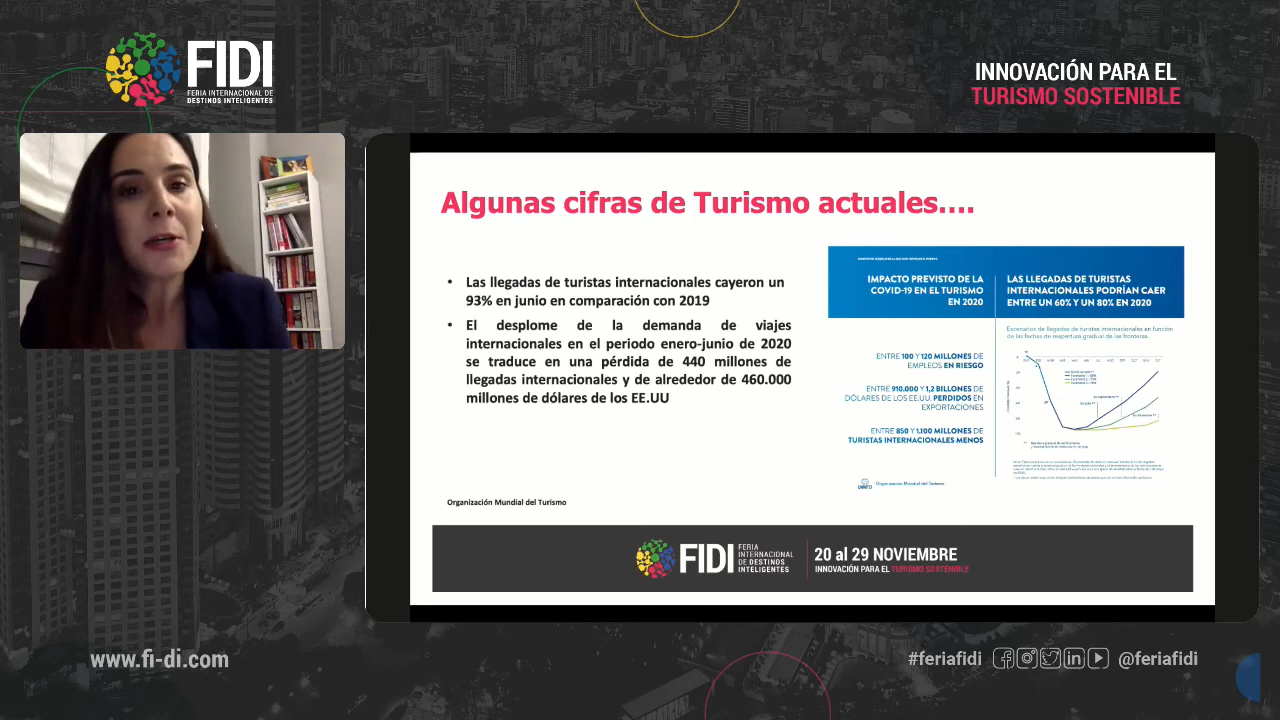 FIDI
FERIA INTERNACIONAL DE
DESTINOS INTELIGENTES
INNOVACIÓN PARA EL
TURISMO SOSTENIBLE
Algunas cifras de Turismo actuales....
• Las llegadas de turistas internacionales cayeron un
93% en junio en comparación con 2019
• El desplome de la demanda de viajes
internacionales en el periodo enero-junio de 2020
se traduce en una pérdida de 440 millones de
llegadas internacionales y de alrededor de 460.000
millones de dólares de los EE.UU
Organización Mundial del Turismo
IMPACTO PREVISTO DE LA
COVID-19 EN EL TURISMO
EN 2020
LAS LLEGADAS DE TURISTAS
INTERNACIONALES PODRÍAN CAER
ENTRE UN 60% Y UN 80% EN 2020
ENTRE 100 Y 120 MILLONES DE
EMPLEOS EN RIESGO
ENTRE 910.000 Y 1,2 BILLONES DE
DÓLARES DE LOS EE.UU. PERDIDOS EN
EXPORTACIONES
ENTRE 850 Y 1.100 MILLONES DE
TURISTAS INTERNACIONALES MENOS
Organización Mundial del Turismo
Escenarios de llegadas de turistas internacionales en función
de las fechas de reapertura gradual de las fronteras.
FIDI
FERIA
INTERNACIONAL
DE DESTINOS
INTELIGENTES
20 al 29 NOVIEMBRE
INNOVACIÓN PARA EL TURISMO SOSTENIBLE
www.fi-di.com
#feriafidi
@feriafidi